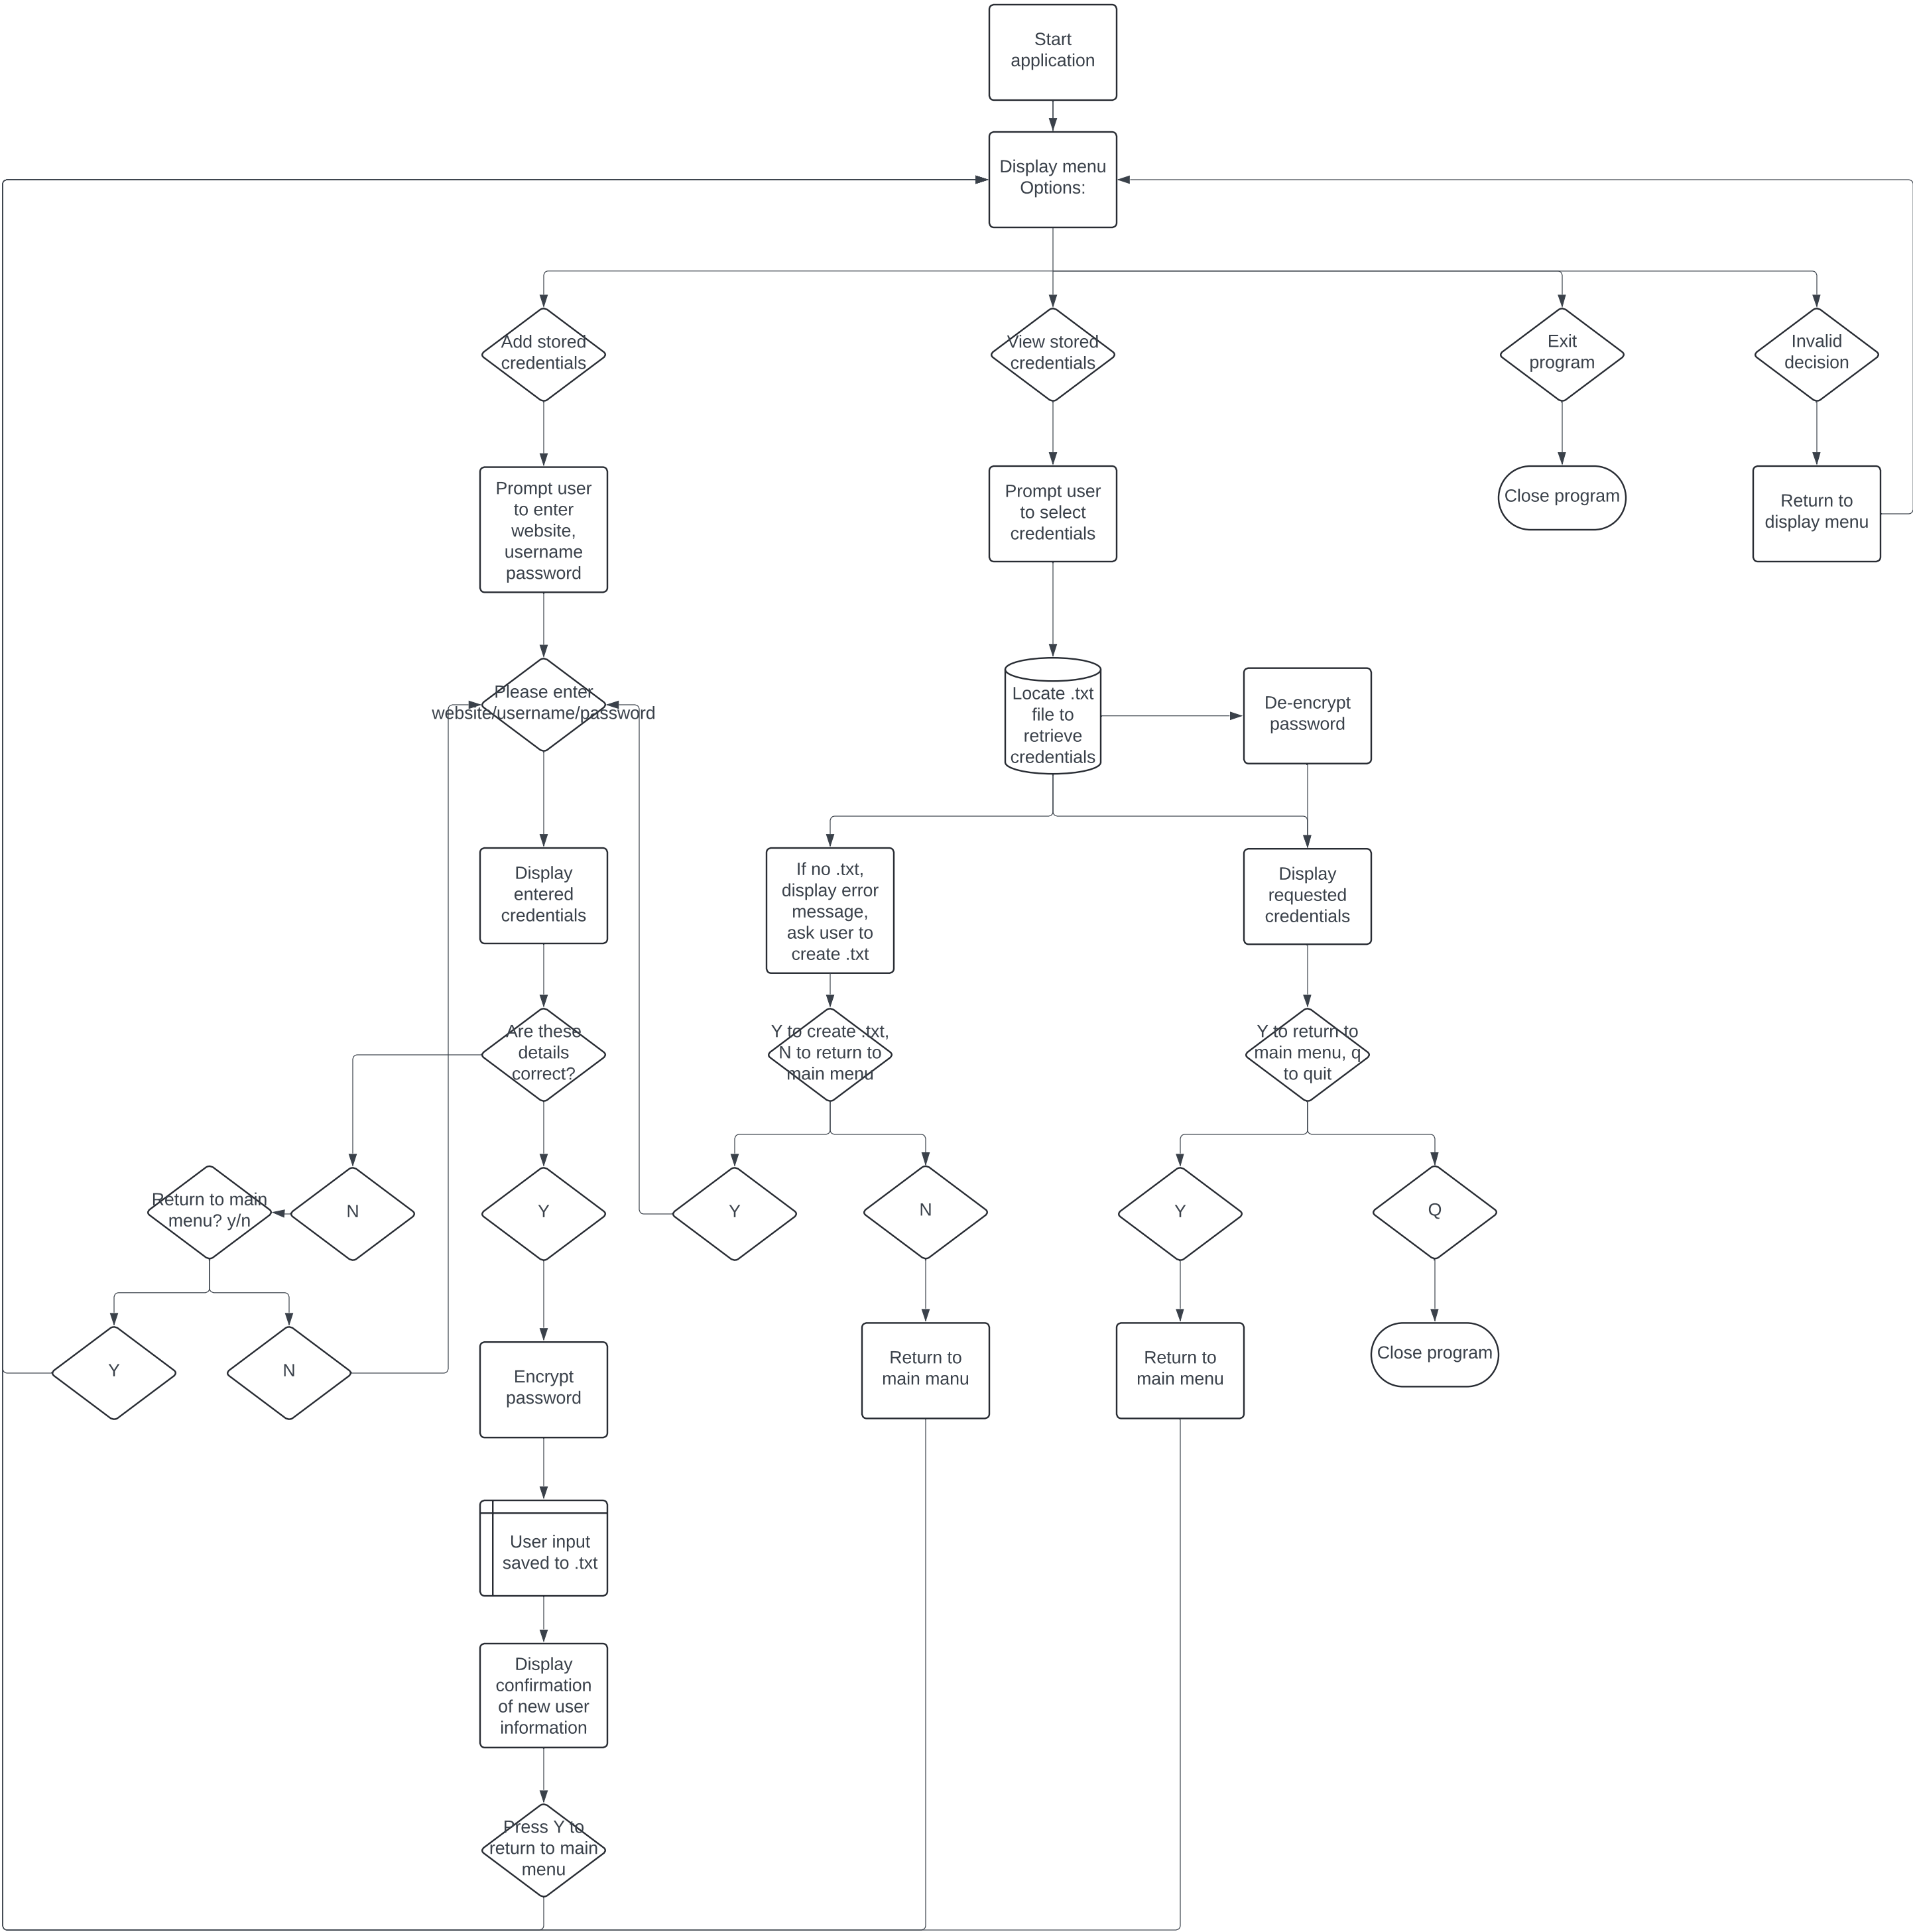 Start
application
Display menu
Options:
Add stored
credentials
View stored
credentials
Exit
program
Invalid
decision
Prompt user
to enter
website,
username
password
Prompt user
to select
credentials
Close program
Return to
display menu
Please enter
website/username/password
Locate .txt
file to
retrieve
credentials
De-encrypt
password
Display
entered
credentials
If no .txt,
display error
message,
ask user to
create .txt
Display
requested
credentials
Are these
details
correct?
Y to create .txt,
N to return to
main menu
Y to return to
main menu, q
to quit
Return to main
menu? y/n
N
Y
Y
N
Y
Q
Y
N
Encrypt
password
Return to
main manu
Return to
main menu
Close program
User input
saved to .txt
Display
confirmation
of new user
information
Press Y to
return to main
menu